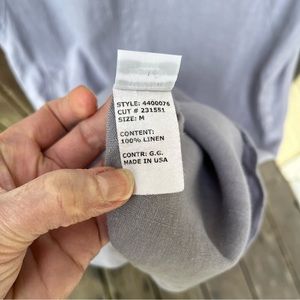 STYLE: 4400076
CUT # 231551
SIZE: M
CONTENT:
100% LINEN
CONTR: G.G.
MADE IN USA